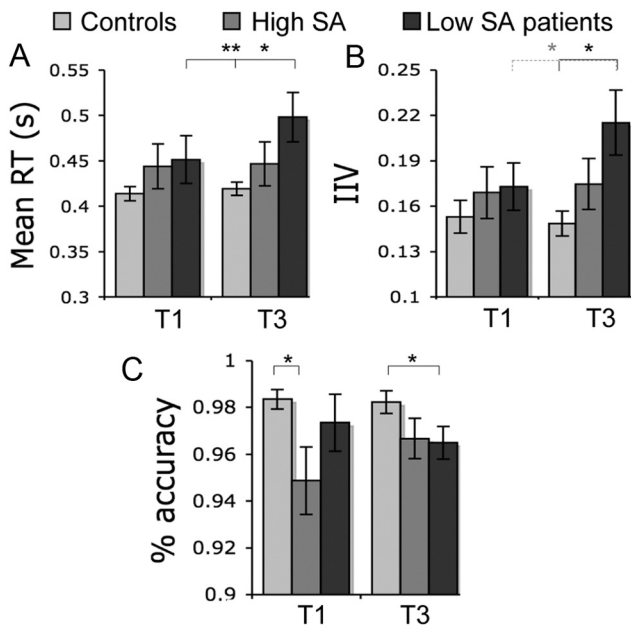 Controls High SA Low SA patients
A
** *
Mean RT (s)
0.55
0.5
0.45
0.4
0.35
0.3
T1 T3
B
* *
IIV
0.25
0.22
0.19
0.16
0.13
0.1
T1 T3
C
* *
% accuracy
1
0.98
0.96
0.94
0.92
0.9
T1 T3